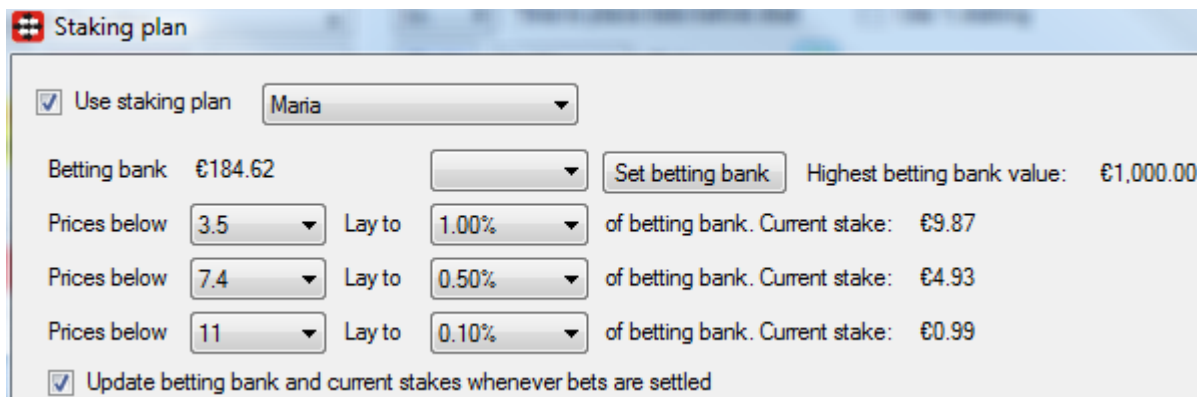 Staking plan
Use staking plan Maria
Betting bank €184.62 Set betting bank Highest betting bank value: €1,000.00
Prices below 3.5 Lay to 1.00% of betting bank. Current stake: €9.87
Prices below 7.4 Lay to 0.50% of betting bank. Current stake: €4.93
Prices below 11 Lay to 0.10% of betting bank. Current stake: €0.99
Update betting bank and current stakes whenever bets are settled